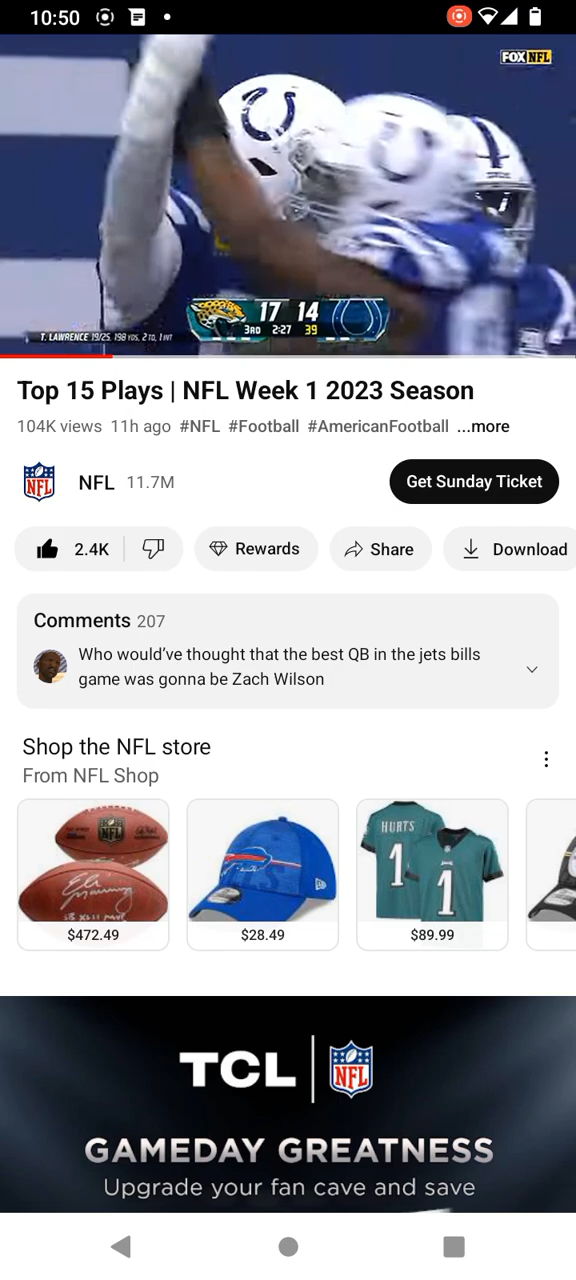 10:50
FOX NFL
17 14
3RD 2:27 39
T. LAWRENCE 19/25, 198 YDS, 2 TD, 1 INT
Top 15 Plays | NFL Week 1 2023 Season
104K views 11h ago #NFL #Football #AmericanFootball ...more
NFL
NFL 11.7M
Get Sunday Ticket
2.4K
Rewards
Share
Download
Comments 207
Who would’ve thought that the best QB in the jets bills
game was gonna be Zach Wilson
Shop the NFL store
From NFL Shop
NFL
HURTS
1
1
$472.49
$28.49
$89.99
TCL | NFL
GAMEDAY GREATNESS
Upgrade your fan cave and save